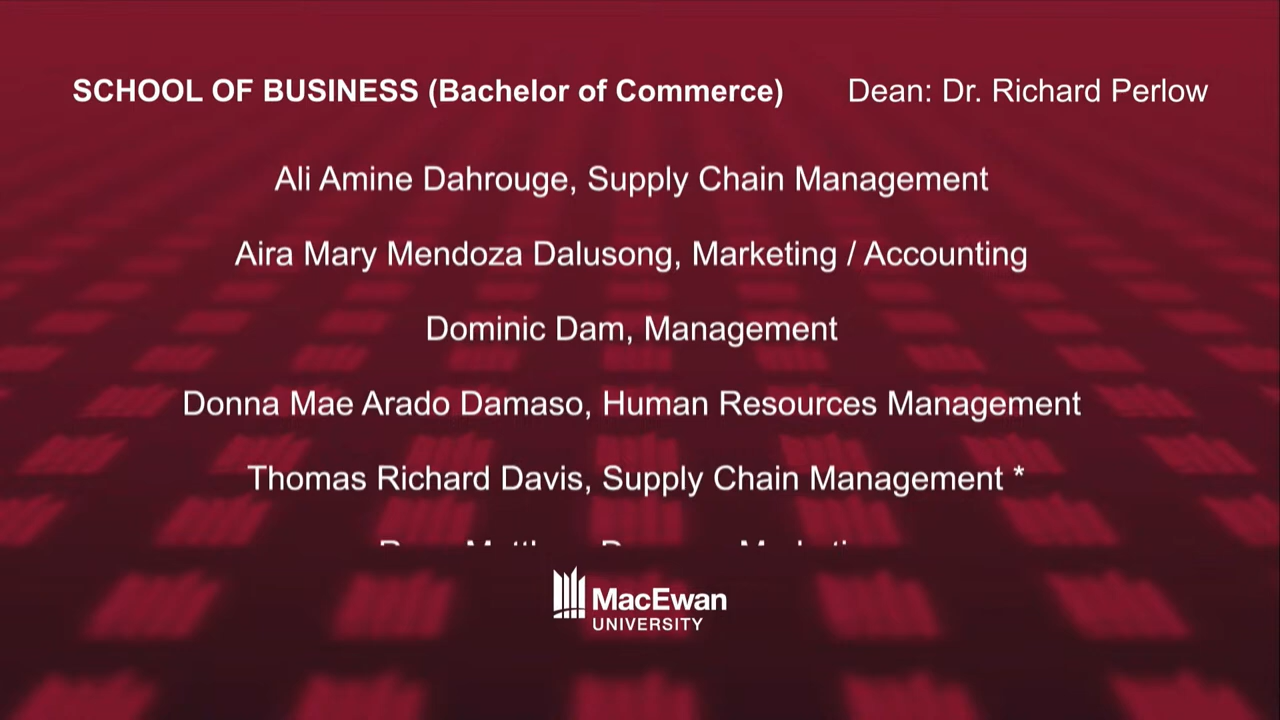 SCHOOL OF BUSINESS (Bachelor of Commerce) Dean: Dr. Richard Perlow
Ali Amine Dahrouge, Supply Chain Management
Aira Mary Mendoza Dalusong, Marketing / Accounting
Dominic Dam, Management
Donna Mae Arado Damaso, Human Resources Management
Thomas Richard Davis, Supply Chain Management *
MacEwan
UNIVERSITY